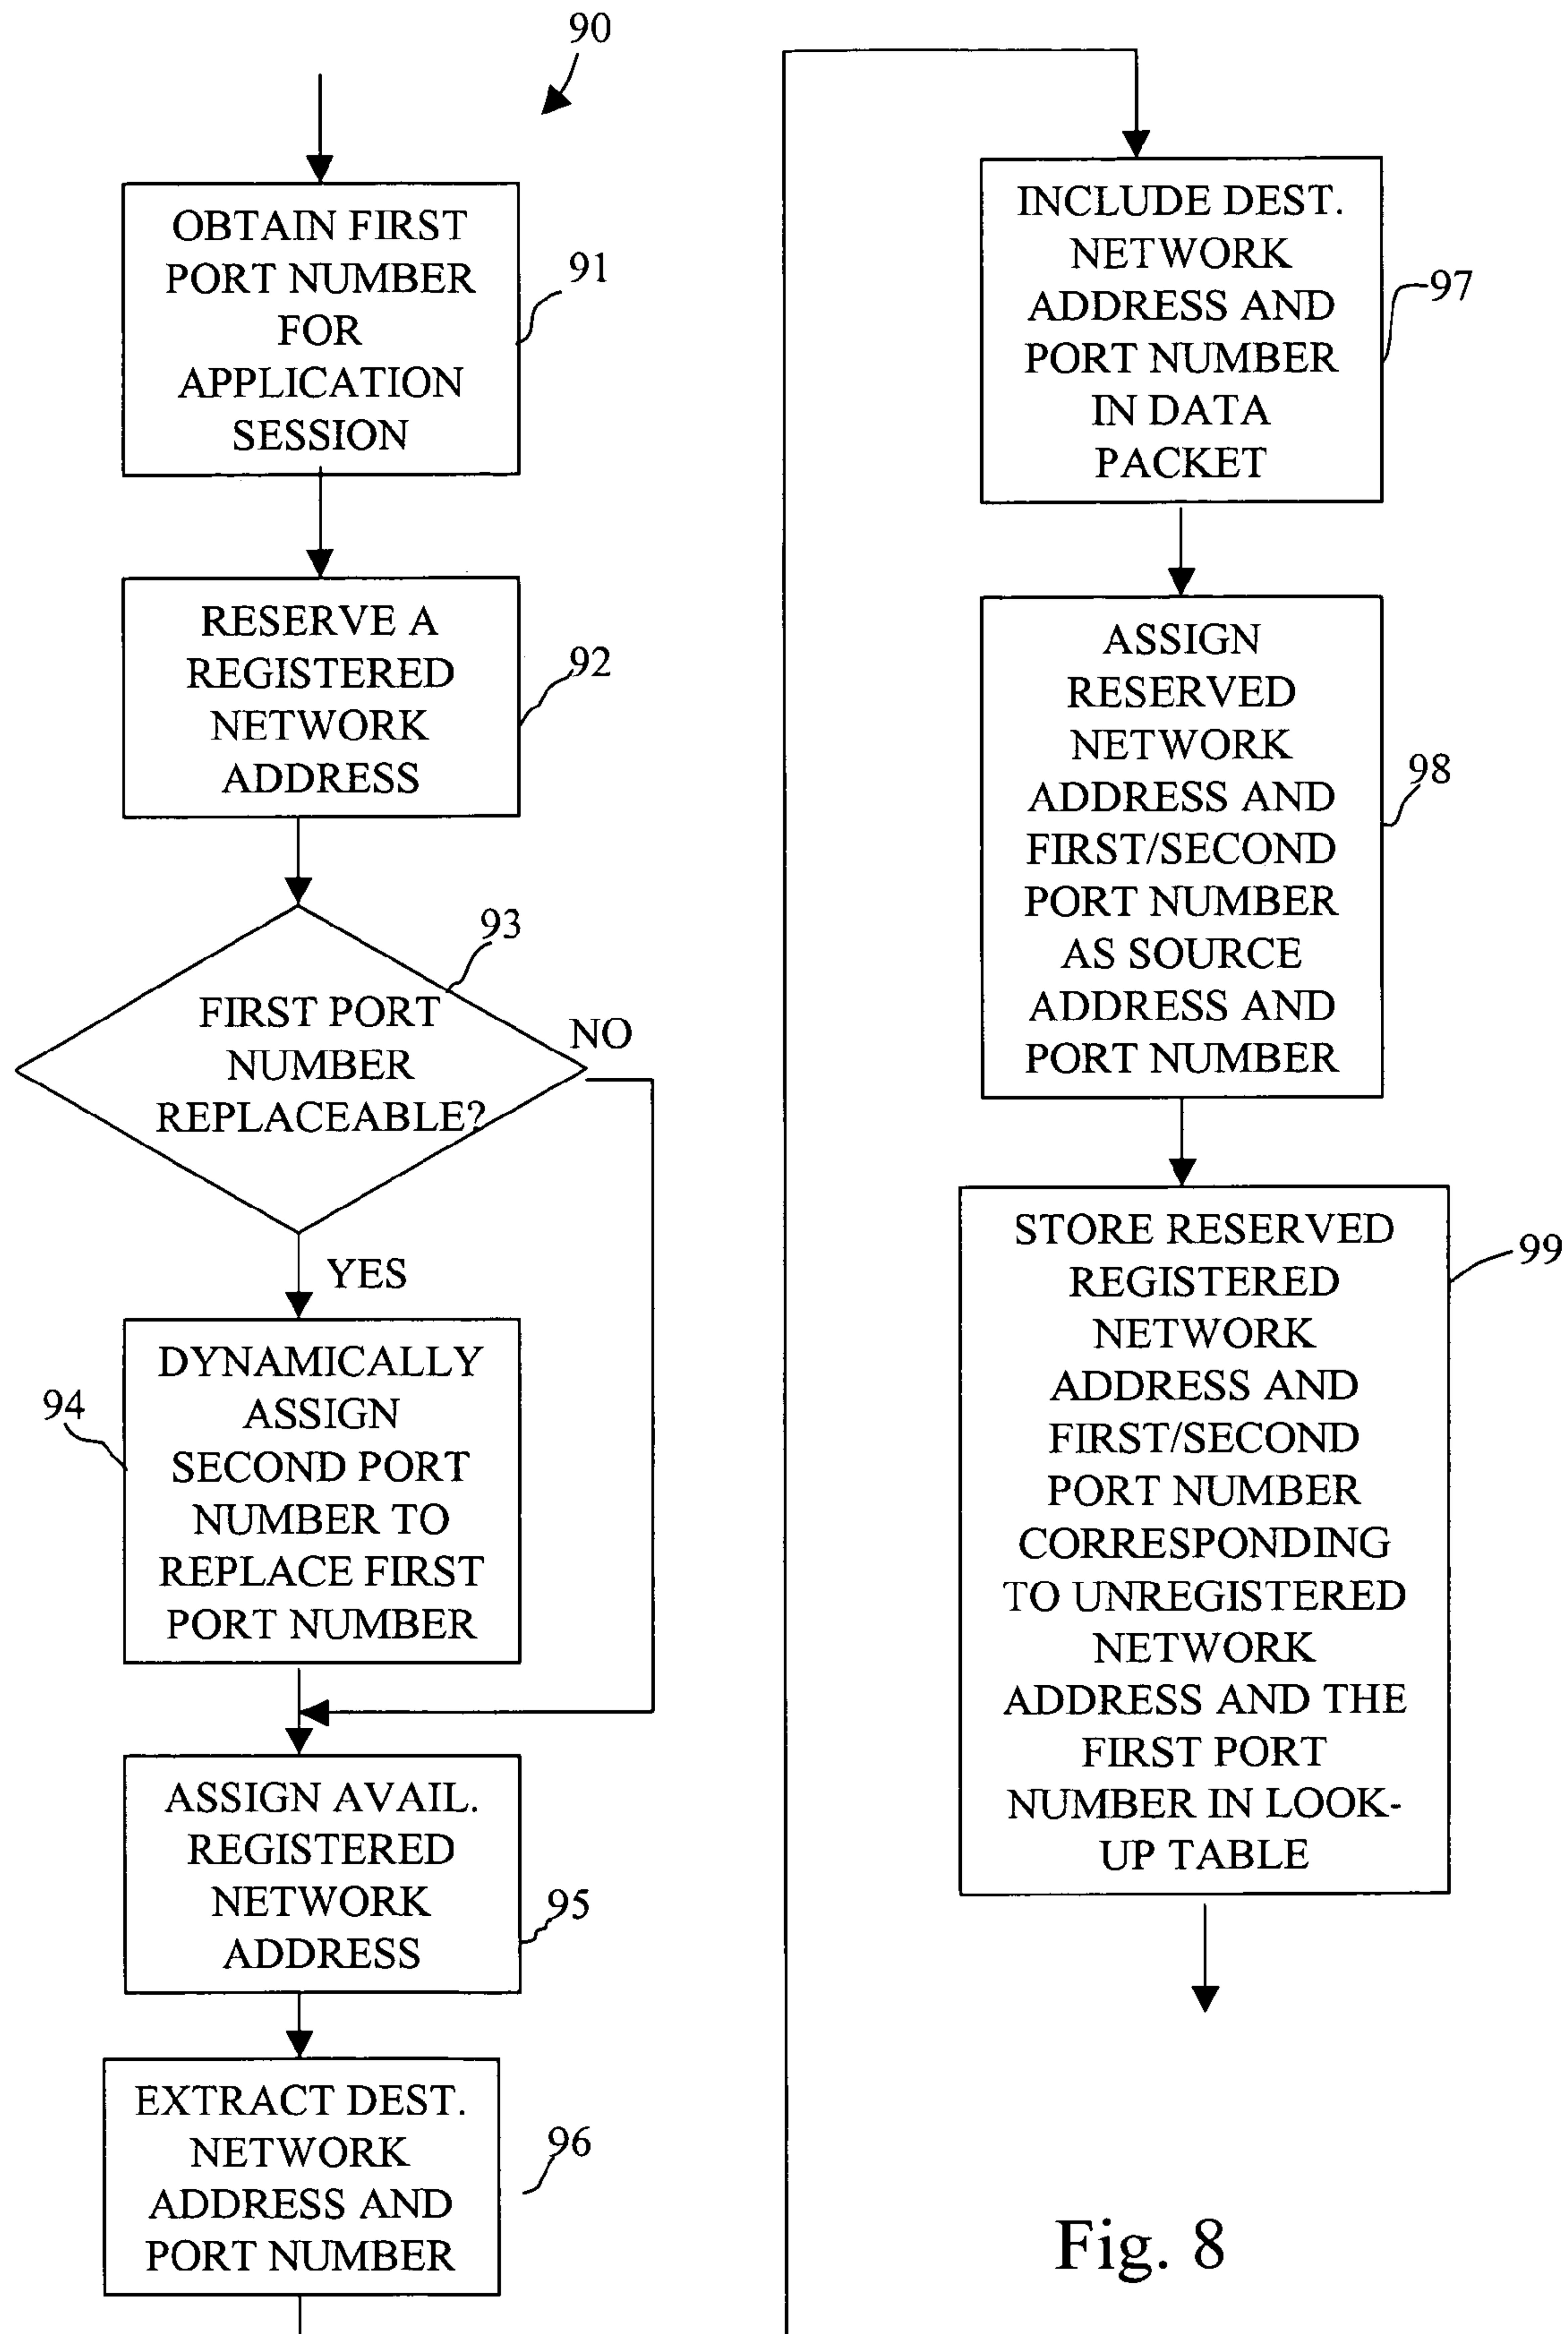 90
OBTAIN FIRST
PORT NUMBER
FOR
APPLICATION
SESSION
91
RESERVE A
REGISTERED
NETWORK
ADDRESS
92
93
FIRST PORT
NUMBER
REPLACEABLE?
NO
YES
DYNAMICALLY
ASSIGN
SECOND PORT
NUMBER TO
REPLACE FIRST
PORT NUMBER
94
ASSIGN AVAIL.
REGISTERED
NETWORK
ADDRESS
95
EXTRACT DEST.
NETWORK
ADDRESS AND
PORT NUMBER
96
INCLUDE DEST.
NETWORK
ADDRESS AND
PORT NUMBER
IN DATA
PACKET
97
ASSIGN
RESERVED
NETWORK
ADDRESS AND
FIRST/SECOND
PORT NUMBER
AS SOURCE
ADDRESS AND
PORT NUMBER
98
STORE RESERVED
REGISTERED
NETWORK
ADDRESS AND
FIRST/SECOND
PORT NUMBER
CORRESPONDING
TO UNREGISTERED
NETWORK
ADDRESS AND THE
FIRST PORT
NUMBER IN LOOK-
UP TABLE
99
Fig. 8